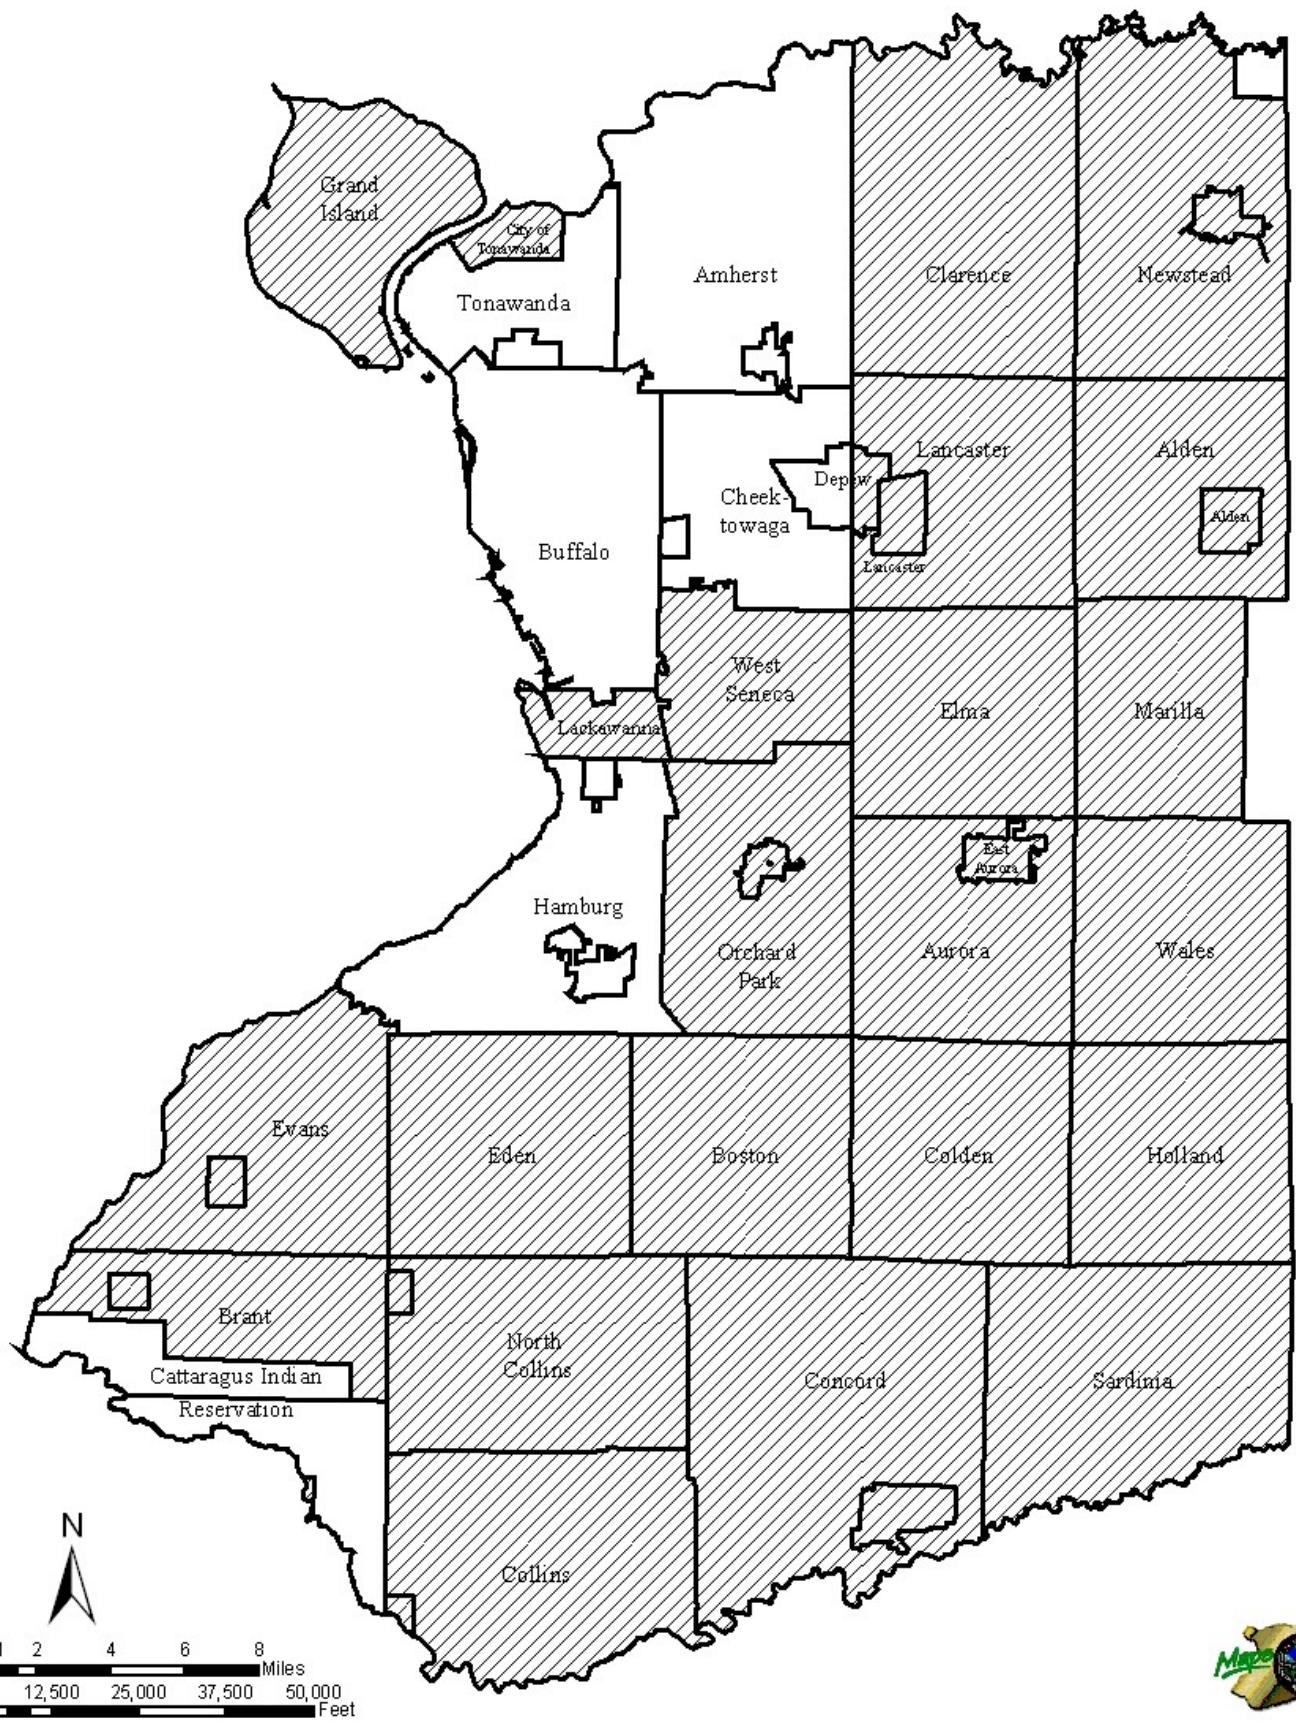 Grand
Island
City of
Tonawanda
Tonawanda
Amherst
Clarence
Newstead
Lancaster
Alden
Depew
Cheek-
towaga
Alden
Buffalo
Lancaster
West
Seneca
Elma
Marilla
Lackawanna
East
Aurora
Hamburg
Orchard
Park
Aurora
Wales
Evans
Eden
Boston
Colden
Holland
Brant
North
Collins
Cattaragus Indian
Reservation
Concord
Sardinia
Collins
N
2 4 6 8
Miles
12,500 25,000 37,500 50,000
Feet
Maps